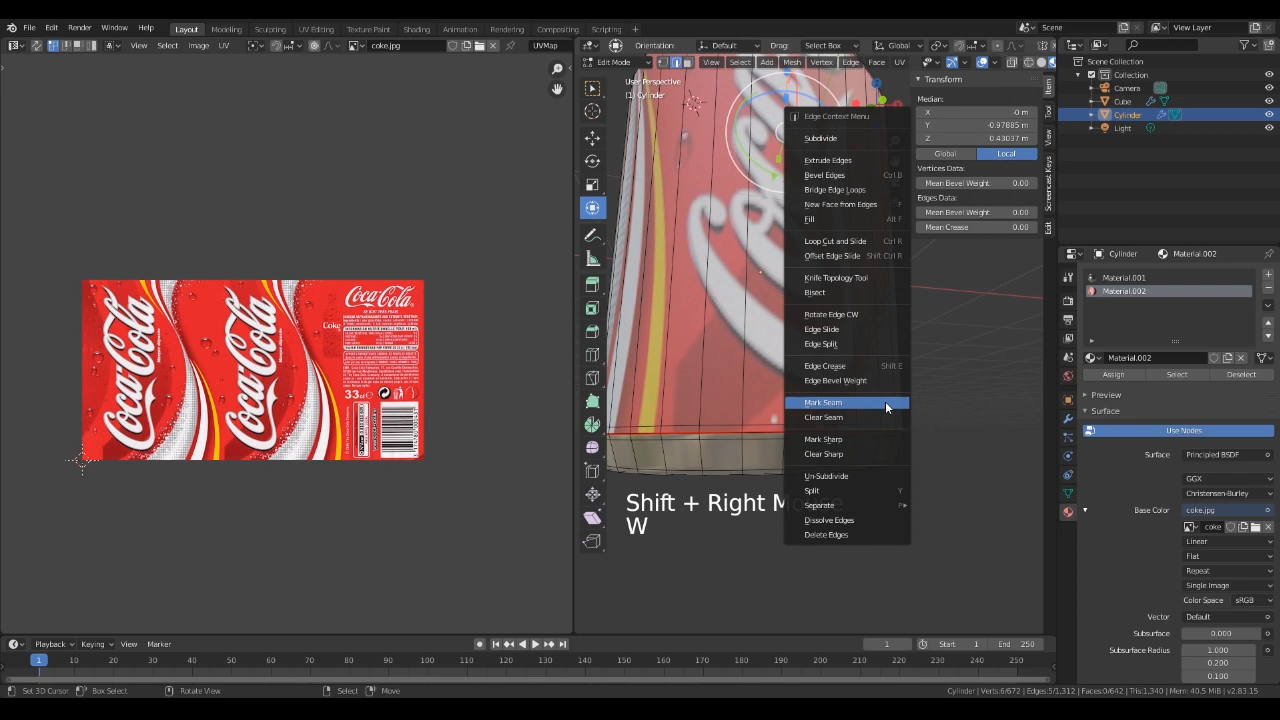 File Edit Render Window Help Layout Modeling Sculpting UV Editing Texture Paint Shading Animation Rendering Compositing Scripting Scene View Layer
View Select Image UV coke.jpg UVMap
Orientation: Default Drag: Select Box Global
Edit Mode View Select Add Mesh Vertex Edge Face UV
User Perspective
(1) Cylinder
Edge Context Menu
Subdivide
Extrude Edges
Bevel Edges Ctrl B
Bridge Edge Loops
New Face from Edges F
Fill Alt F
Loop Cut and Slide Ctrl R
Offset Edge Slide Shift Ctrl R
Knife Topology Tool
Bisect
Rotate Edge CW
Edge Slide
Edge Split
Edge Crease Shift E
Edge Bevel Weight
Mark Seam
Clear Seam
Mark Sharp
Clear Sharp
Un-Subdivide
Split Y
Separate P
Dissolve Edges
Delete Edges
Shift + Right M
W
Coca-Cola
Coca-Cola
Coca-Cola
Coke
33cl
Transform
Median:
X -0 m
Y -0.97885 m
Z 0.43037 m
Global Local
Vertices Data:
Mean Bevel Weight 0.00
Edges Data:
Mean Bevel Weight 0.00
Mean Crease 0.00
Item
Tool
View
Screencast Keys
Edit
Scene Collection
Collection
Camera
Cube
Cylinder
Light
Cylinder Material.002
Material.001
Material.002
Material.002
Assign Select Deselect
Preview
Surface
Use Nodes
Surface: Principled BSDF
GGX
Christensen-Burley
Base Color coke.jpg
coke
Linear
Flat
Repeat
Single Image
Color Space sRGB
Vector Default
Subsurface 0.000
Subsurface Radius 1.000
0.200
0.100
Playback Keying View Marker 1 Start 1 End 250
1 10 20 30 40 50 60 70 80 90 100 110 120 130 140 150 160 170 180 190 200 210 220 230 240 250
Set 3D Cursor Box Select Rotate View Select Move Cylinder | Verts:6/672 | Edges:5/1,312 | Faces:0/642 | Tris:1,340 | Mem: 40.5 MiB | v2.83.15